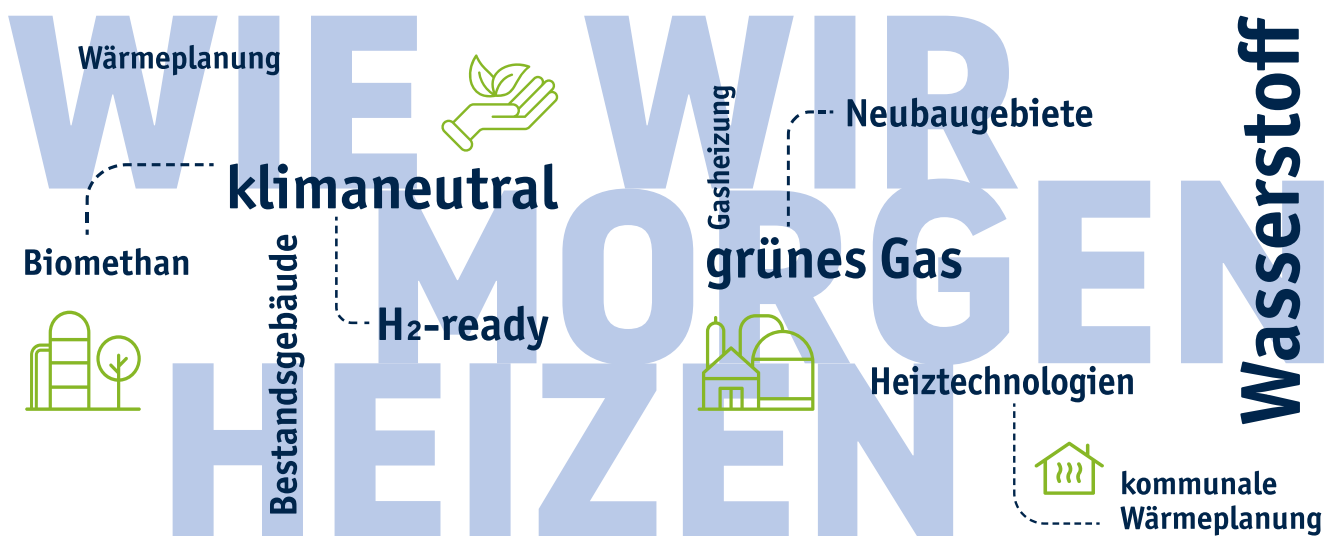 WIE WIR
MORGEN
HEIZEN
Wärmeplanung
klimaneutral
Biomethan
Bestandsgebäude
H2-ready
Gasheizung
Neubaugebiete
grünes Gas
Heiztechnologien
kommunale
Wärmeplanung
Wasserstoff